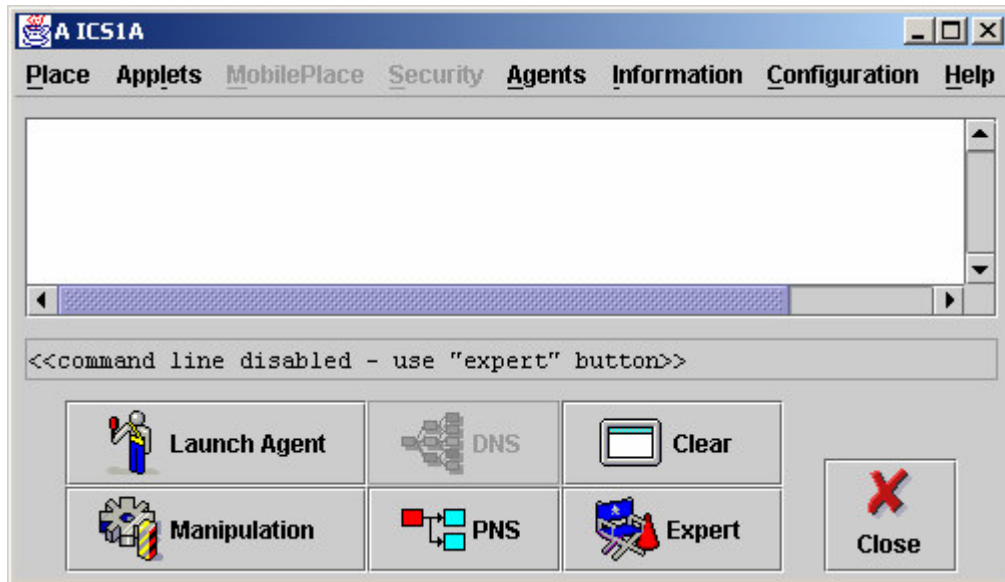 A ICS1A
Place Applets MobilePlace Security Agents Information Configuration Help
<<command line disabled - use "expert" button>>
Launch Agent DNS Clear
Manipulation PNS Expert
Close